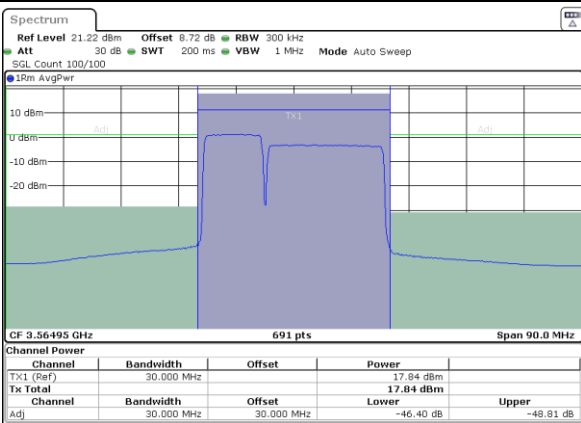 Spectrum
Ref Level 21.22 dBm Offset 8.72 dB RBW 300 kHz
Att 30 dB SWT 200 ms VBW 1 MHz Mode Auto Sweep
SGL Count 100/100
1Rm AvgPwr
10 dBm
TX1
Adj
Adj
0 dBm
-10 dBm
-20 dBm
CF 3.56495 GHz 691 pts Span 90.0 MHz
Channel Power
Channel Bandwidth Offset Power
TX1 (Ref) 30.000 MHz 17.84 dBm
Tx Total 17.84 dBm
Channel Bandwidth Offset Lower Upper
Adj 30.000 MHz 30.000 MHz -46.40 dB -48.81 dB